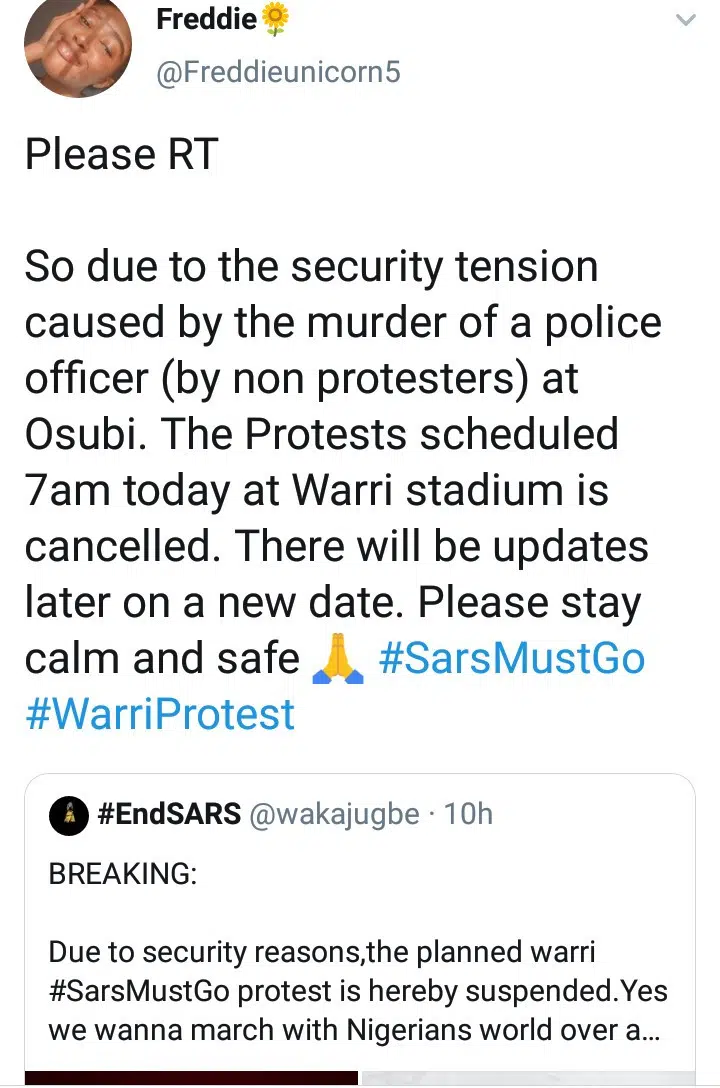 Freddie🌻
@Freddieunicorn5
Please RT
So due to the security tension
caused by the murder of a police
officer (by non protesters) at
Osubi. The Protests scheduled
7am today at Warri stadium is
cancelled. There will be updates
later on a new date. Please stay
calm and safe 🙏 #SarsMustGo
#WarriProtest
#EndSARS @wakajugbe · 10h
BREAKING:
Due to security reasons,the planned warri
#SarsMustGo protest is hereby suspended.Yes
we wanna march with Nigerians world over a...